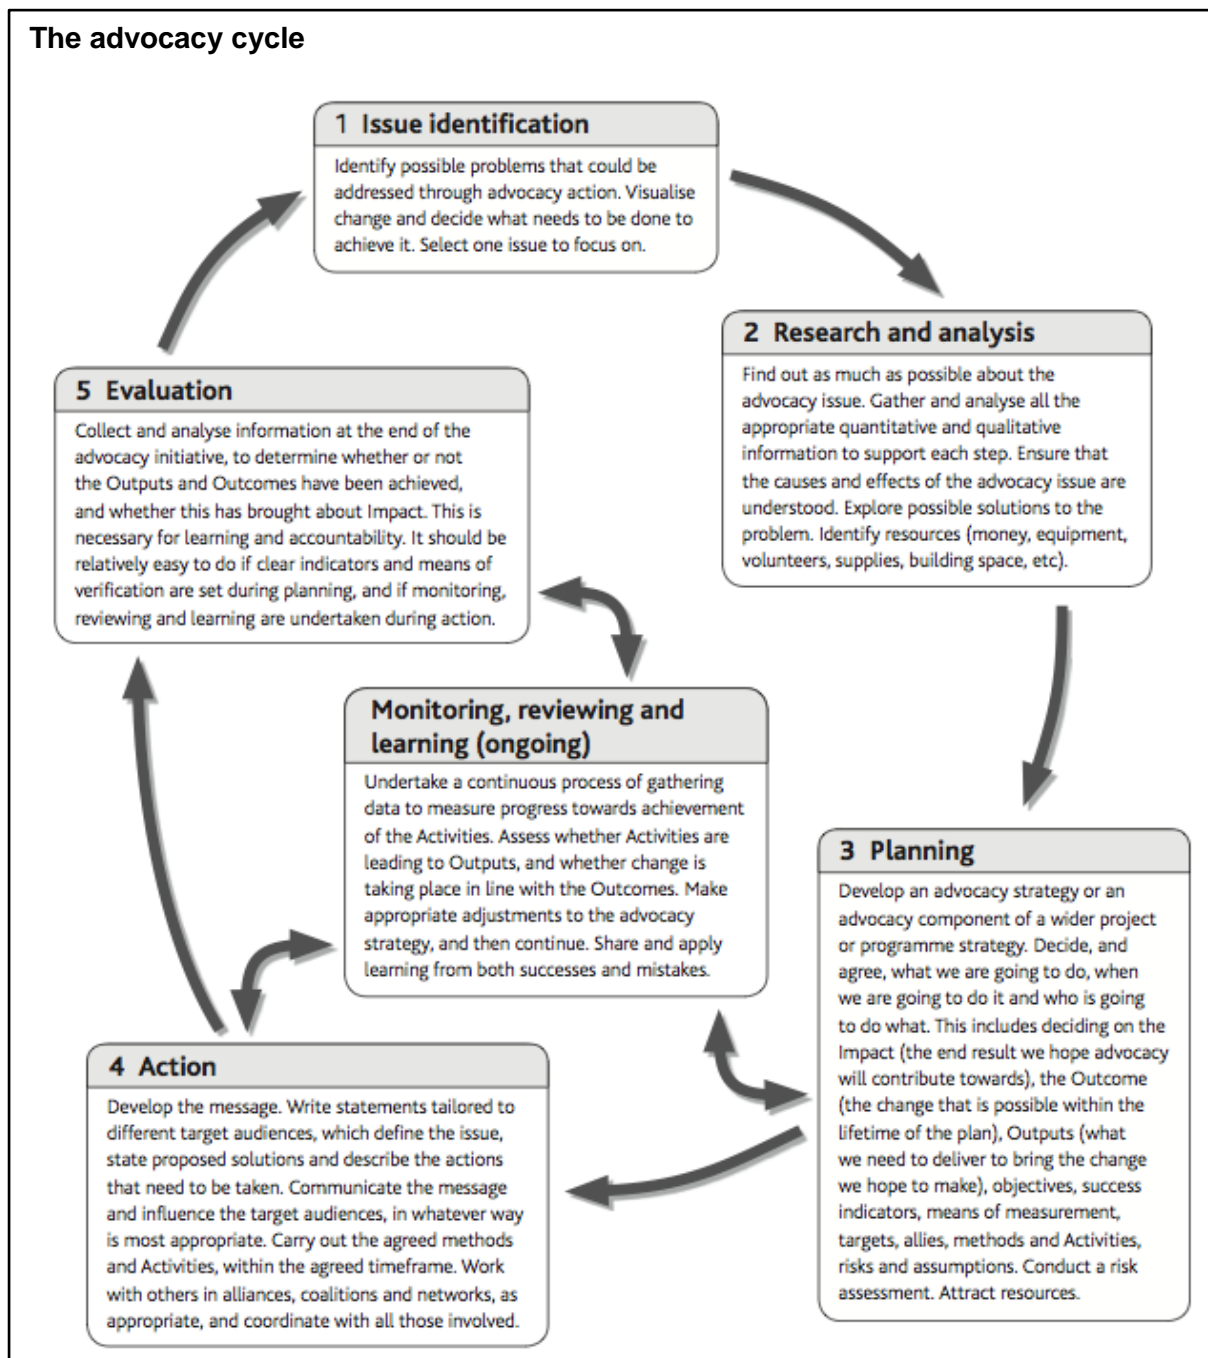 The advocacy cycle
1 Issue identification
Identify possible problems that could be
addressed through advocacy action. Visualise
change and decide what needs to be done to
achieve it. Select one issue to focus on.
2 Research and analysis
Find out as much as possible about the
advocacy issue. Gather and analyse all the
appropriate quantitative and qualitative
information to support each step. Ensure that
the causes and effects of the advocacy issue are
understood. Explore possible solutions to the
problem. Identify resources (money, equipment,
volunteers, supplies, building space, etc).
3 Planning
Develop an advocacy strategy or an
advocacy component of a wider project
or programme strategy. Decide, and
agree, what we are going to do, when
we are going to do it and who is going
to do what. This includes deciding on the
Impact (the end result we hope advocacy
will contribute towards), the Outcome
(the change that is possible within the
lifetime of the plan), Outputs (what
we need to deliver to bring the change
we hope to make), objectives, success
indicators, means of measurement,
targets, allies, methods and Activities,
risks and assumptions. Conduct a risk
assessment. Attract resources.
4 Action
Develop the message. Write statements tailored to
different target audiences, which define the issue,
state proposed solutions and describe the actions
that need to be taken. Communicate the message
and influence the target audiences, in whatever way
is most appropriate. Carry out the agreed methods
and Activities, within the agreed timeframe. Work
with others in alliances, coalitions and networks, as
appropriate, and coordinate with all those involved.
5 Evaluation
Collect and analyse information at the end of the
advocacy initiative, to determine whether or not
the Outputs and Outcomes have been achieved,
and whether this has brought about Impact. This is
necessary for learning and accountability. It should be
relatively easy to do if clear indicators and means of
verification are set during planning, and if monitoring,
reviewing and learning are undertaken during action.
Monitoring, reviewing and
learning (ongoing)
Undertake a continuous process of gathering
data to measure progress towards achievement
of the Activities. Assess whether Activities are
leading to Outputs, and whether change is
taking place in line with the Outcomes. Make
appropriate adjustments to the advocacy
strategy, and then continue. Share and apply
learning from both successes and mistakes.